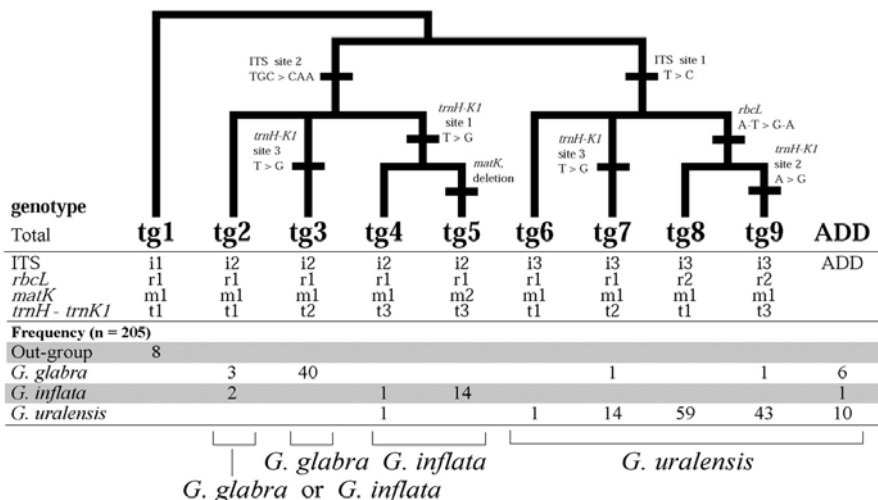 ITS site 2
TGC > CAA
ITS site 1
T > C
trnH-K1
site 3
T > G
trnH-K1
site 1
T > G
matK,
deletion
trnH-K1
site 3
T > G
rbcL
A-T > G-A
trnH-K1
site 2
A > G
genotype
Total tg1 tg2 tg3 tg4 tg5 tg6 tg7 tg8 tg9 ADD
ITS i1 i2 i2 i2 i2 i3 i3 i3 i3 ADD
rbcL r1 r1 r1 r1 r1 r1 r1 r2 r2
matK m1 m1 m1 m1 m2 m1 m1 m1 m1
trnH - trnK1 t1 t1 t2 t3 t3 t1 t2 t1 t3
Frequency (n = 205)
Out-group 8
G. glabra 3 40 1 1 6
G. inflata 2 1 14 1
G. uralensis 1 1 14 59 43 10
G. glabra G. inflata G. uralensis
G. glabra or G. inflata